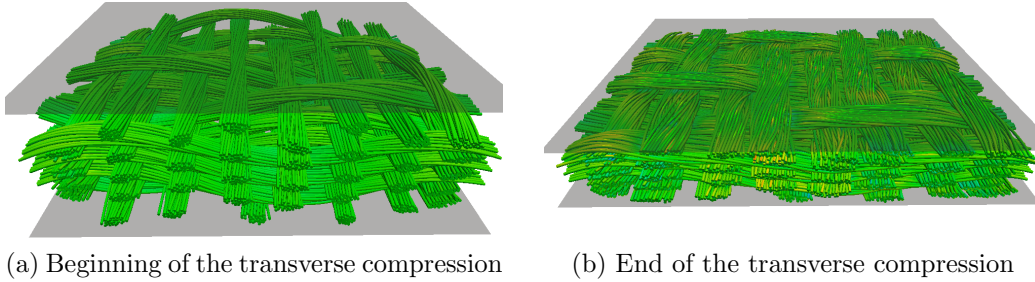 (a) Beginning of the transverse compression
(b) End of the transverse compression